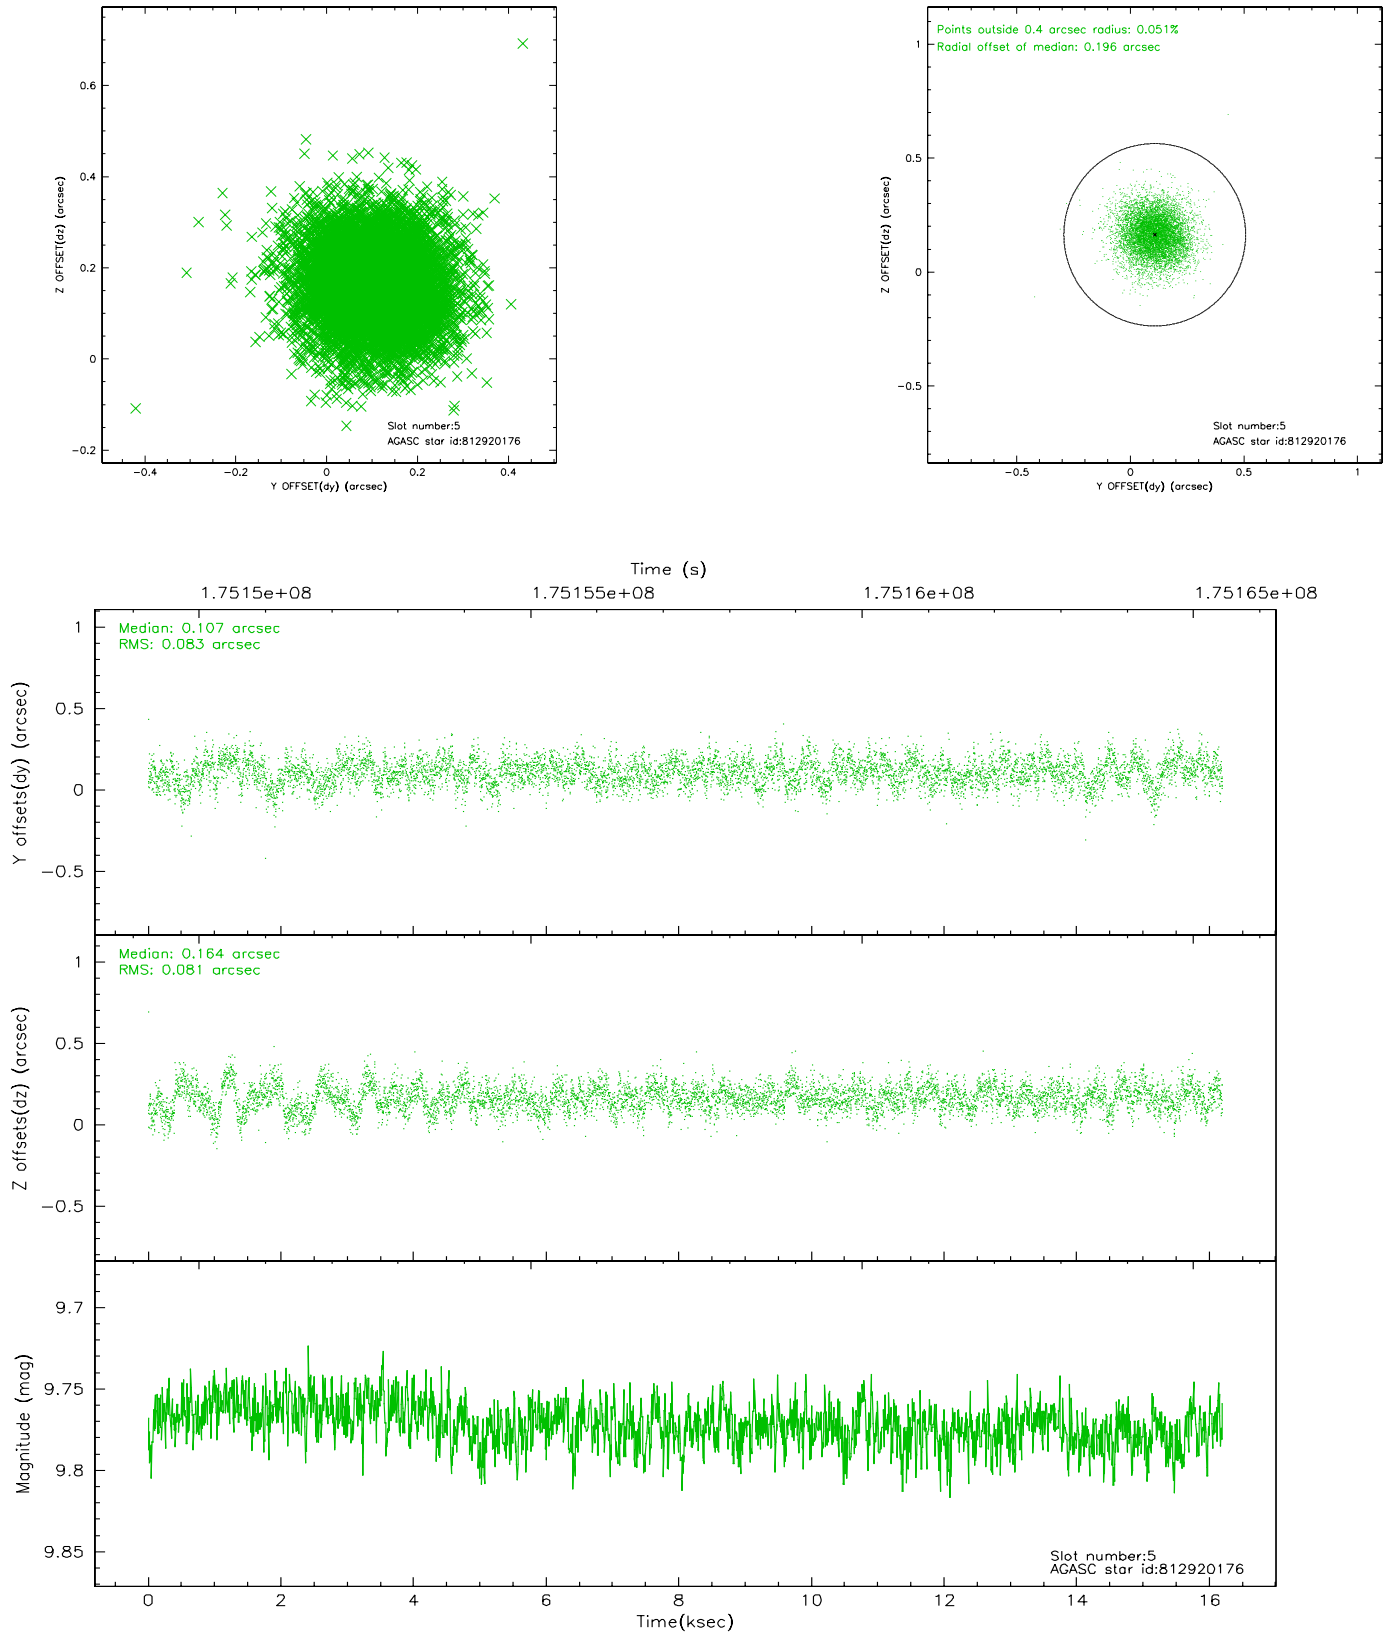 0.6
0.4
0.2
0
−0.2
Z OFFSET(dz) (arcsec)
Slot number:5
AGASC star id:812920176
−0.4 −0.2 0 0.2 0.4
Y OFFSET(dy) (arcsec)
Points outside 0.4 arcsec radius: 0.051%
Radial offset of median: 0.196 arcsec
1
0.5
0
−0.5
Z OFFSET(dz) (arcsec)
Slot number:5
AGASC star id:812920176
−0.5 0 0.5 1
Y OFFSET(dy) (arcsec)
Time (s)
1.7515e+08 1.75155e+08 1.7516e+08 1.75165e+08
Median: 0.107 arcsec
RMS: 0.083 arcsec
1
0.5
0
−0.5
Y offsets(dy) (arcsec)
Median: 0.164 arcsec
RMS: 0.081 arcsec
1
0.5
0
−0.5
Z offsets(dz) (arcsec)
9.7
9.75
9.8
9.85
Magnitude (mag)
Slot number:5
AGASC star id:812920176
0 2 4 6 8 10 12 14 16
Time(ksec)